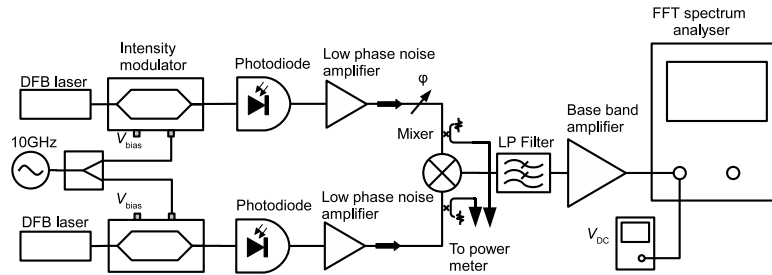 FFT spectrum
analyser
Intensity
modulator
Photodiode
Low phase noise
amplifier
φ
DFB laser
Base band
amplifier
V_bias
Mixer
10GHz
LP Filter
V_bias
Low phase noise
amplifier
DFB laser
Photodiode
To power
meter
V_DC